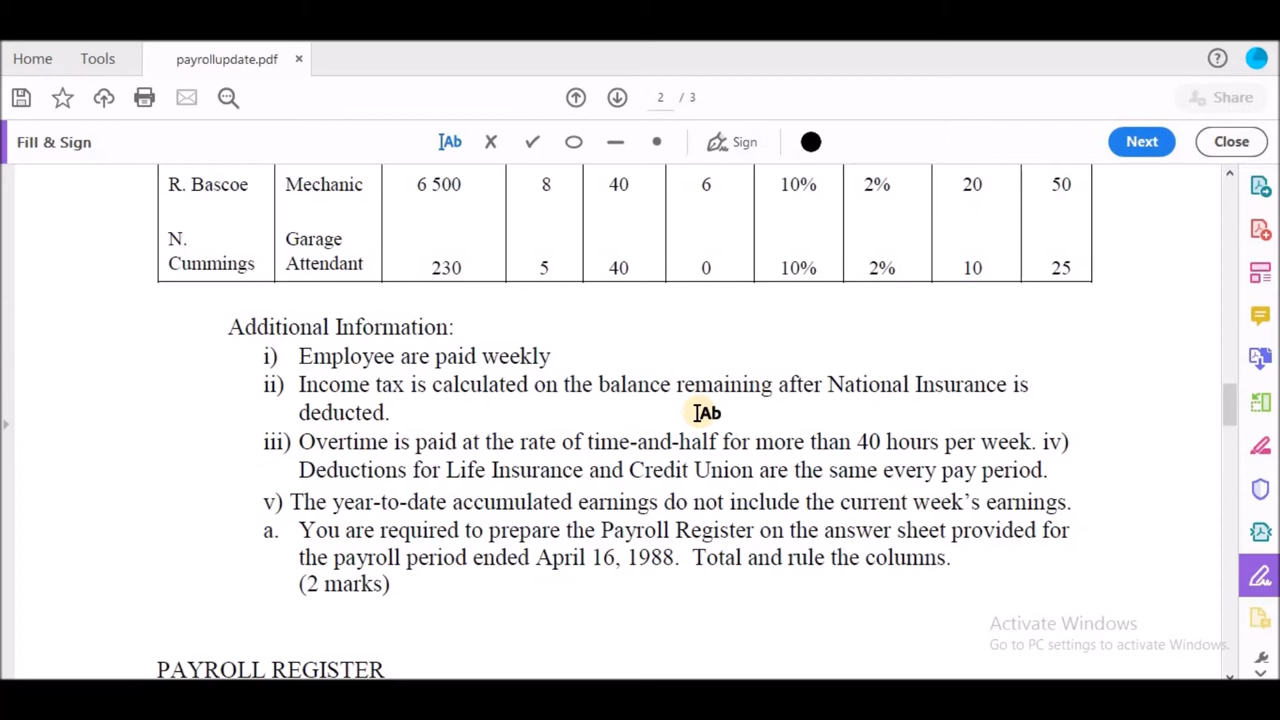 Home Tools payrollupdate.pdf ×
2 / 3 Share
Fill & Sign Ab Sign Next Close
R. Bascoe Mechanic 6 500 8 40 6 10% 2% 20 50
N. Garage
Cummings Attendant 230 5 40 0 10% 2% 10 25
Additional Information:
i) Employee are paid weekly
ii) Income tax is calculated on the balance remaining after National Insurance is
deducted.
Ab
iii) Overtime is paid at the rate of time-and-half for more than 40 hours per week. iv)
Deductions for Life Insurance and Credit Union are the same every pay period.
v) The year-to-date accumulated earnings do not include the current week’s earnings.
a. You are required to prepare the Payroll Register on the answer sheet provided for
the payroll period ended April 16, 1988. Total and rule the columns.
(2 marks)
Activate Windows
Go to PC settings to activate Windows.
PAYROLL REGISTER